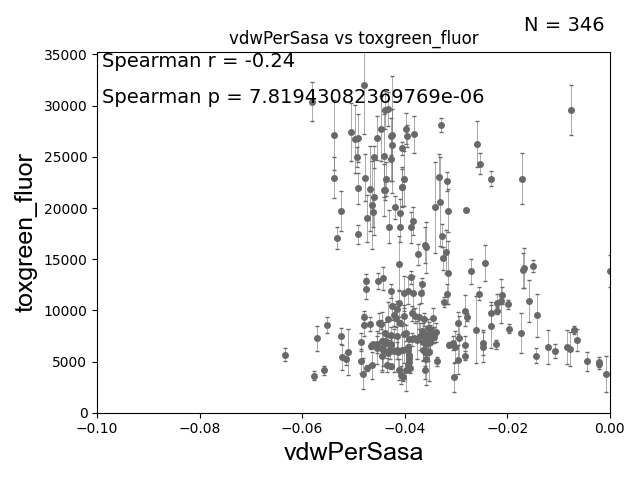 N = 346
vdwPerSasa vs toxgreen_fluor
Spearman r = -0.24
Spearman p = 7.81943082369769e-06
toxgreen_fluor
35000
30000
25000
20000
15000
10000
5000
0
−0.10
−0.08
−0.06
−0.04
−0.02
0.00
vdwPerSasa